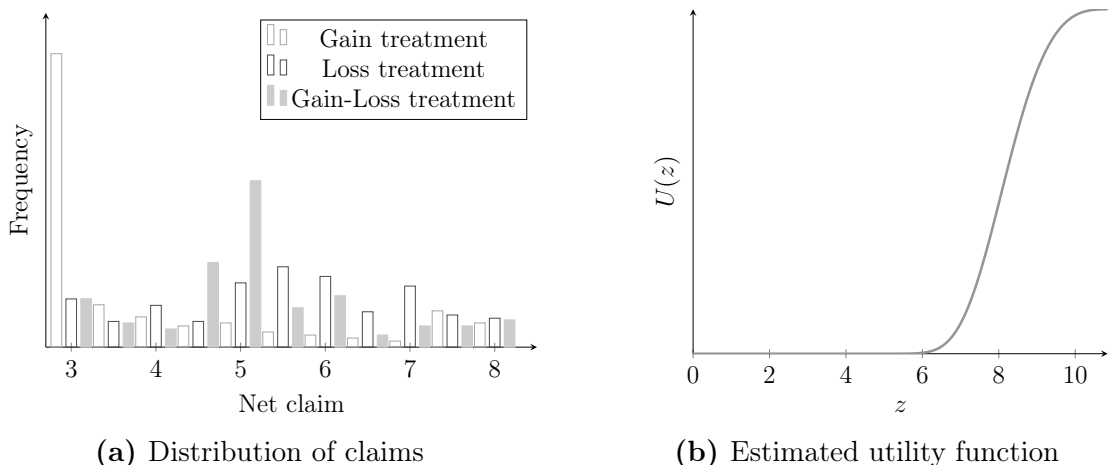 Gain treatment
Loss treatment
Gain-Loss treatment
Frequency
3 4 5 6 7 8
Net claim
(a) Distribution of claims
U(z)
0 2 4 6 8 10
z
(b) Estimated utility function